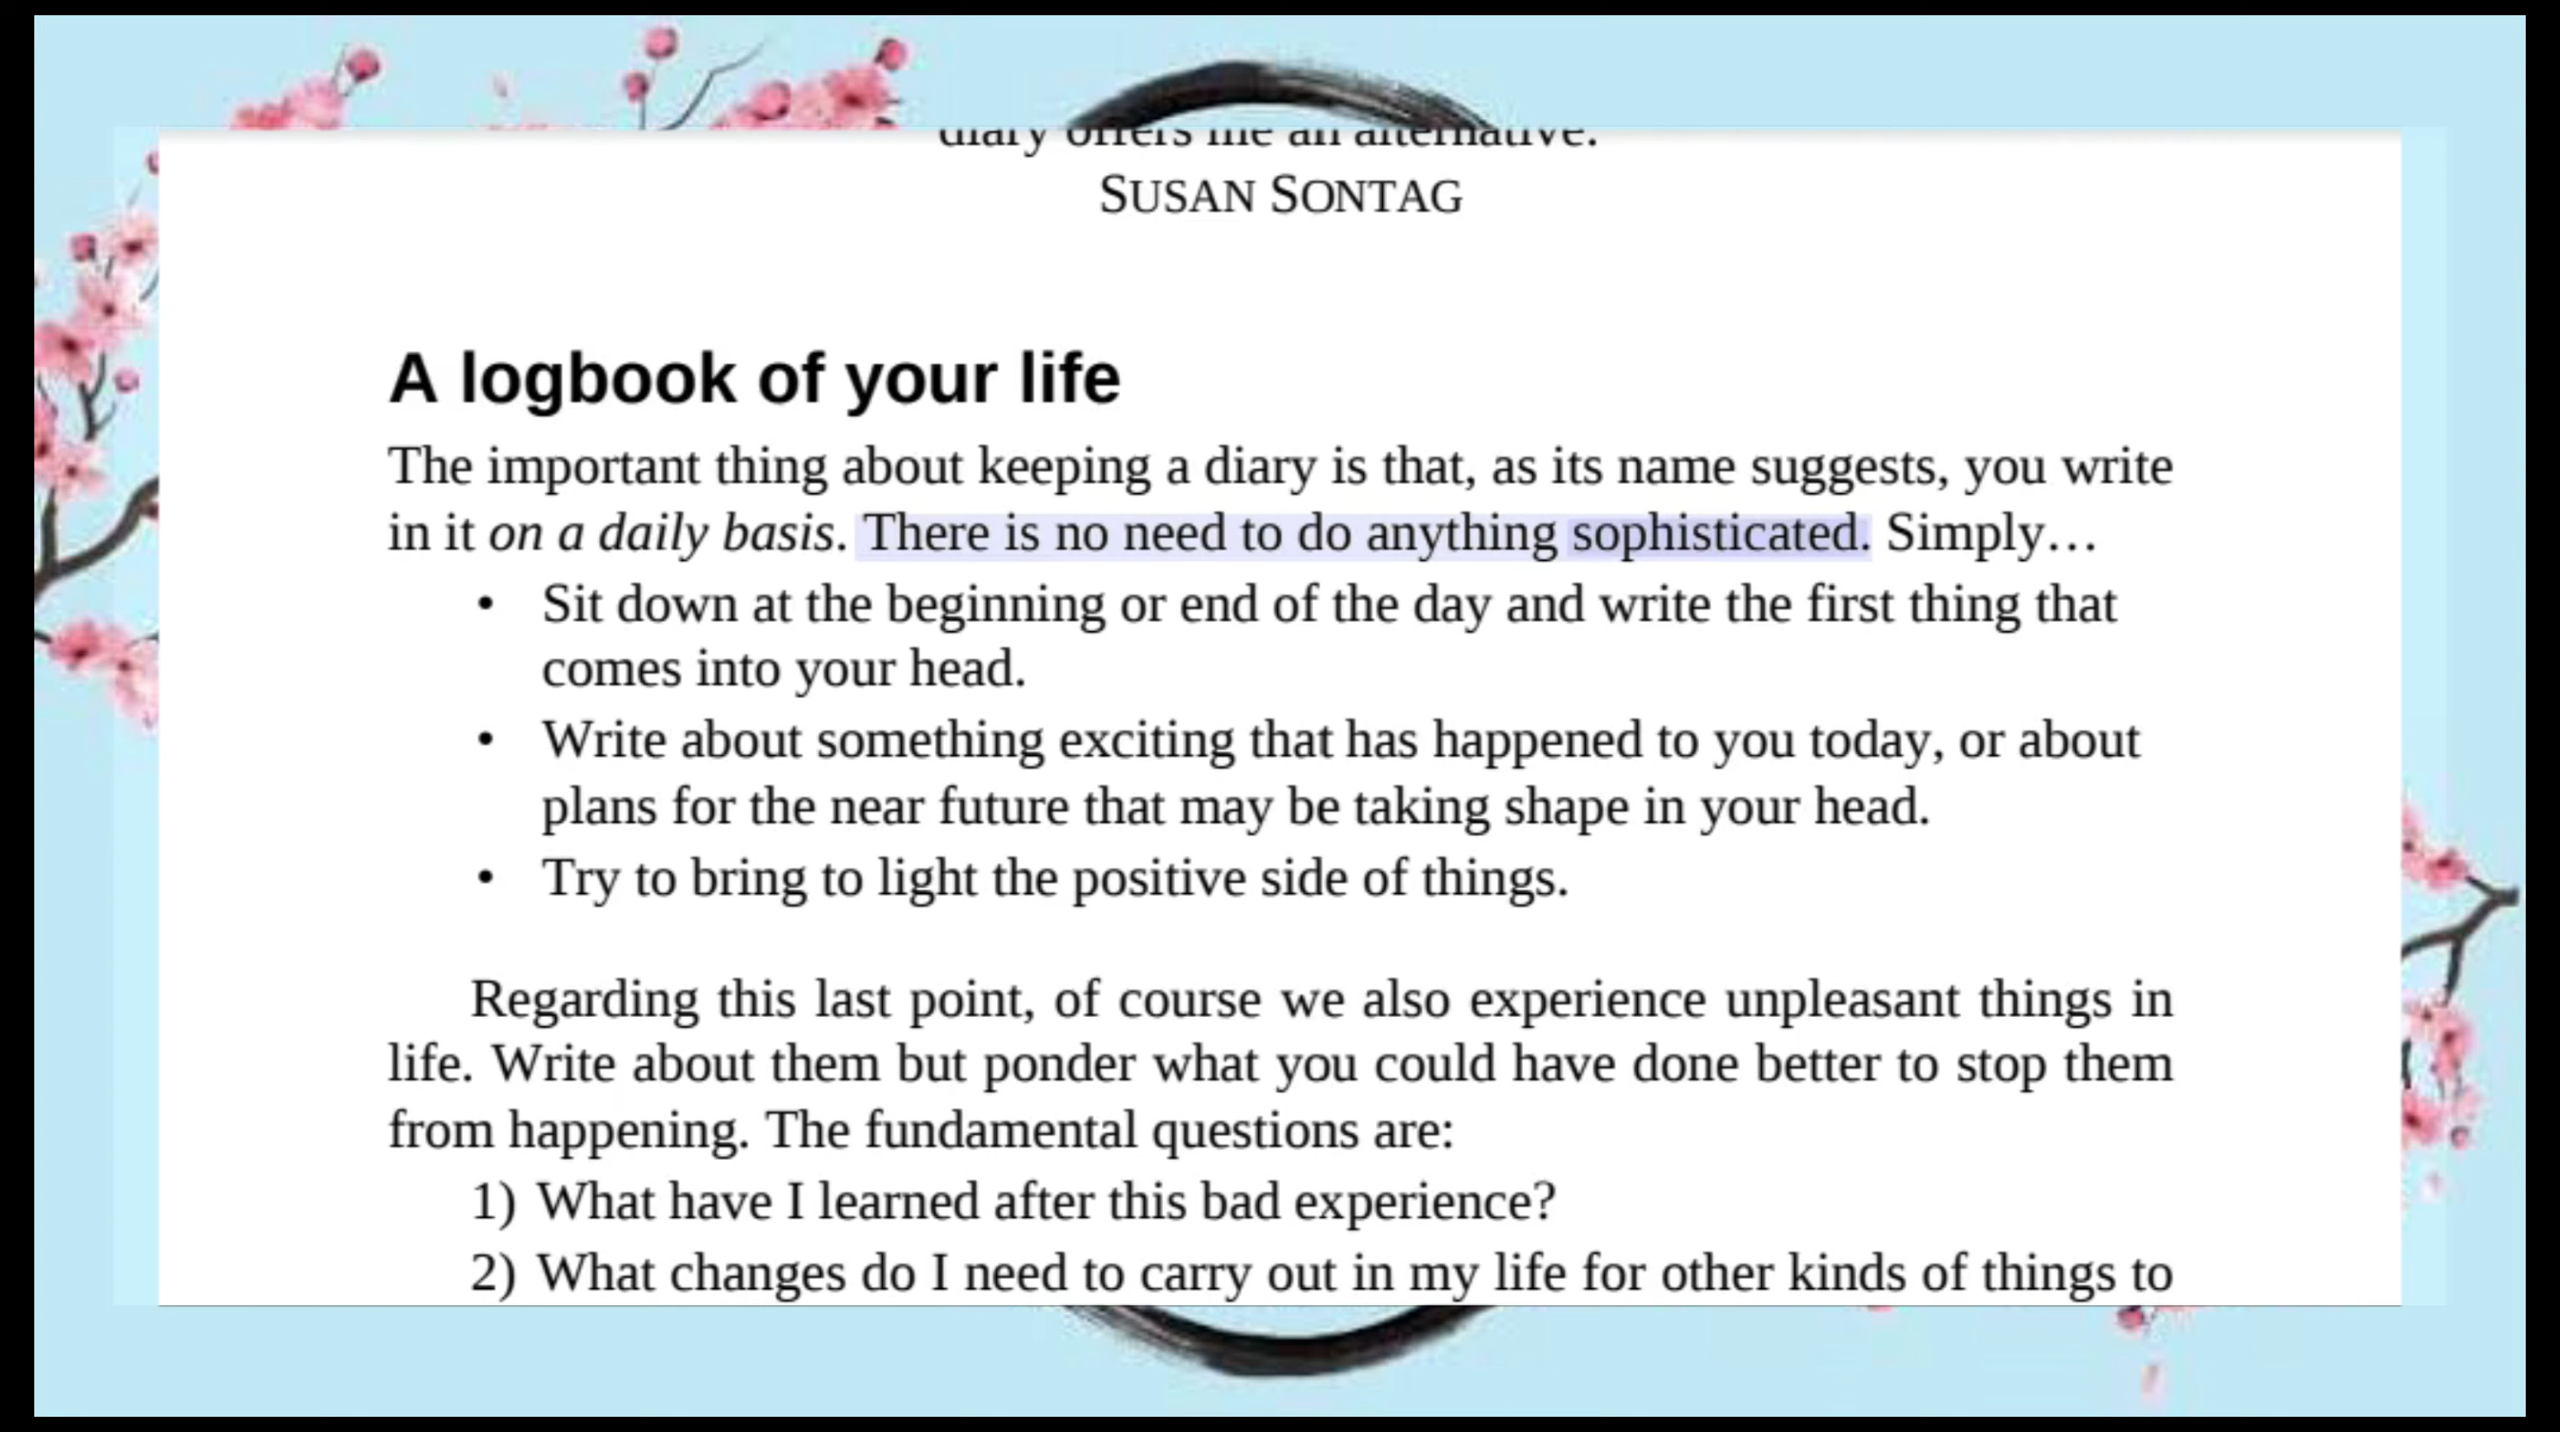 diary offers me an alternative.
SUSAN SONTAG
A logbook of your life
The important thing about keeping a diary is that, as its name suggests, you write
in it on a daily basis. There is no need to do anything sophisticated. Simply…
• Sit down at the beginning or end of the day and write the first thing that
comes into your head.
• Write about something exciting that has happened to you today, or about
plans for the near future that may be taking shape in your head.
• Try to bring to light the positive side of things.
Regarding this last point, of course we also experience unpleasant things in
life. Write about them but ponder what you could have done better to stop them
from happening. The fundamental questions are:
1) What have I learned after this bad experience?
2) What changes do I need to carry out in my life for other kinds of things to